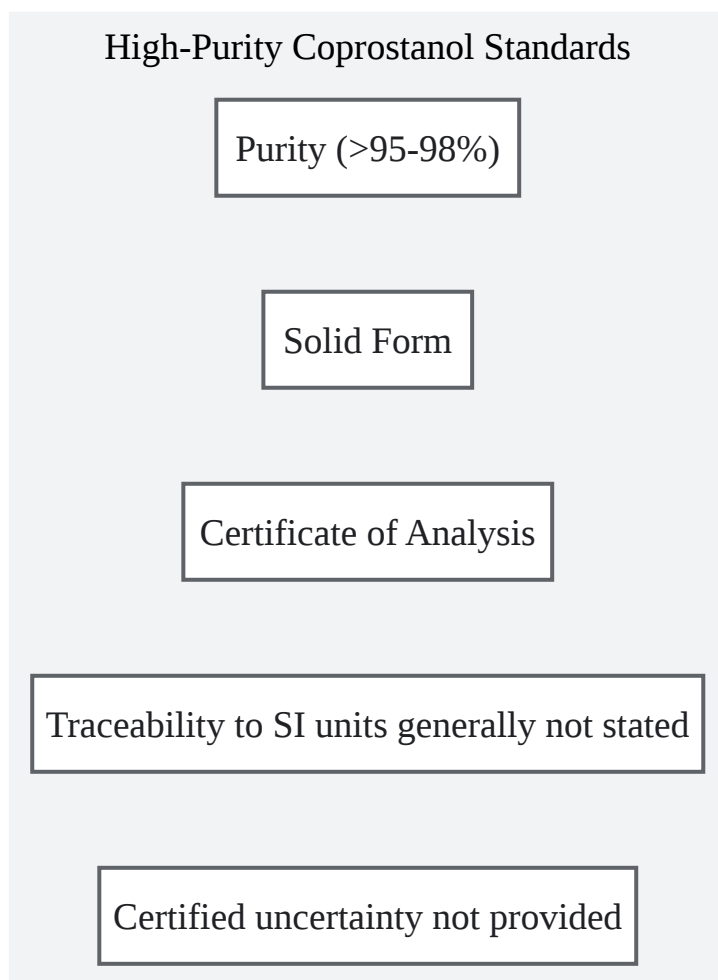 High-Purity Coprostanol Standards
Purity (>95-98%)
Solid Form
Certificate of Analysis
Traceability to SI units generally not stated
Certified uncertainty not provided